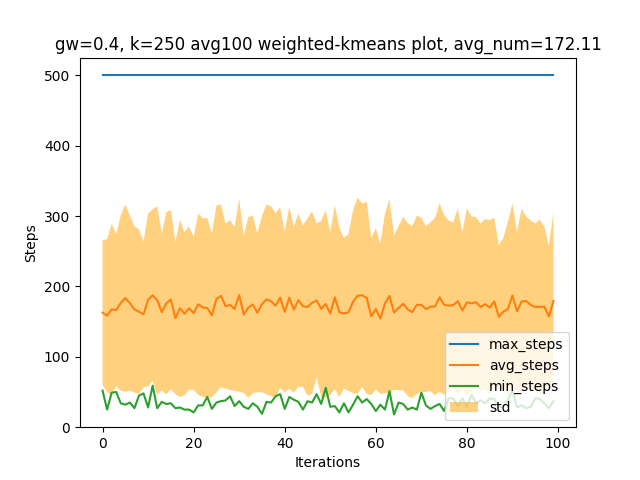 gw=0.4, k=250 avg100 weighted-kmeans plot, avg_num=172.11
500
400
300
200
100
0
Steps
max_steps
avg_steps
min_steps
std
0
20
40
60
80
100
Iterations